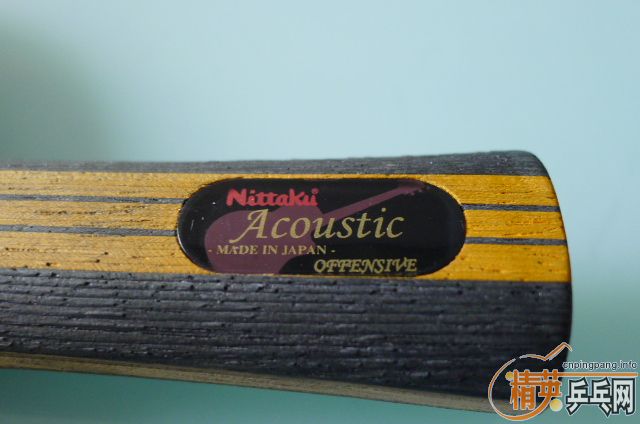 Nittaku
Acoustic
- MADE IN JAPAN -
OFFENSIVE
cnpingpang.info
精英乒乓网